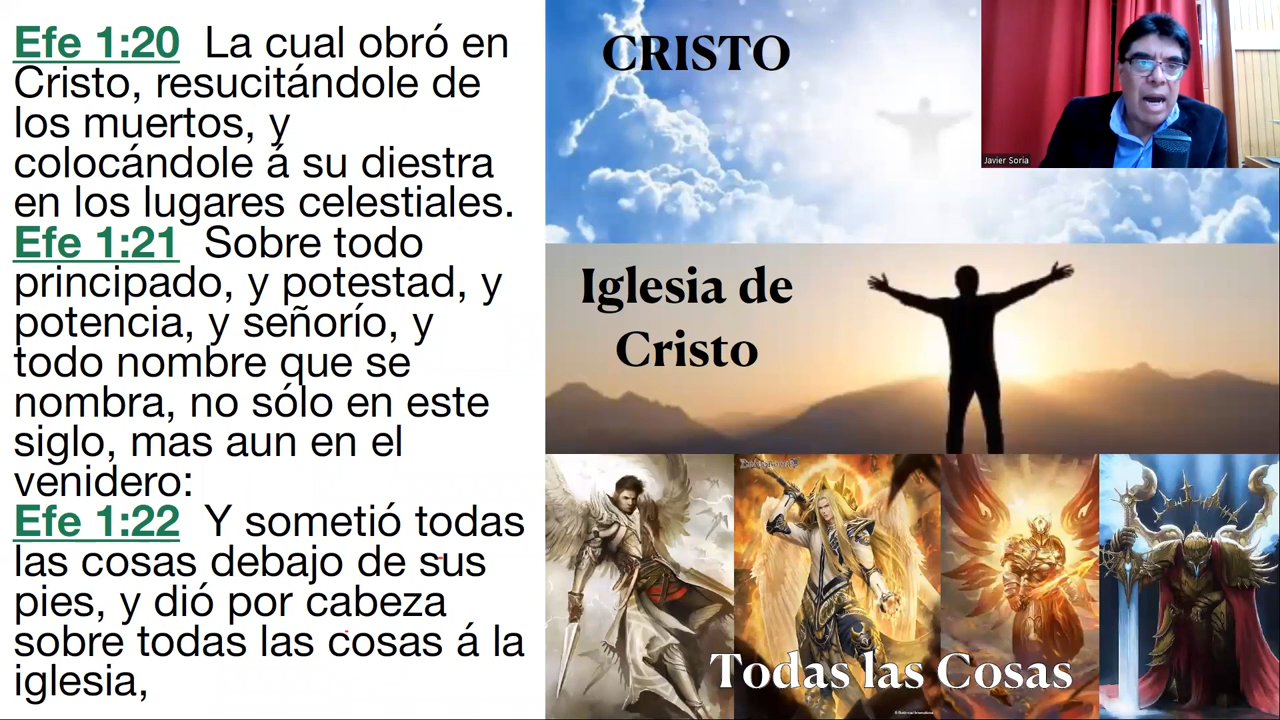 Efe 1:20 La cual obró en
Cristo, resucitándole de
los muertos, y
colocándole á su diestra
en los lugares celestiales.
Efe 1:21 Sobre todo
principado, y potestad, y
potencia, y señorío, y
todo nombre que se
nombra, no sólo en este
siglo, mas aun en el
venidero:
Efe 1:22 Y sometió todas
las cosas debajo de sus
pies, y dió por cabeza
sobre todas las cosas á la
iglesia,
CRISTO
Javier Soria
Iglesia de
Cristo
Todas las Cosas